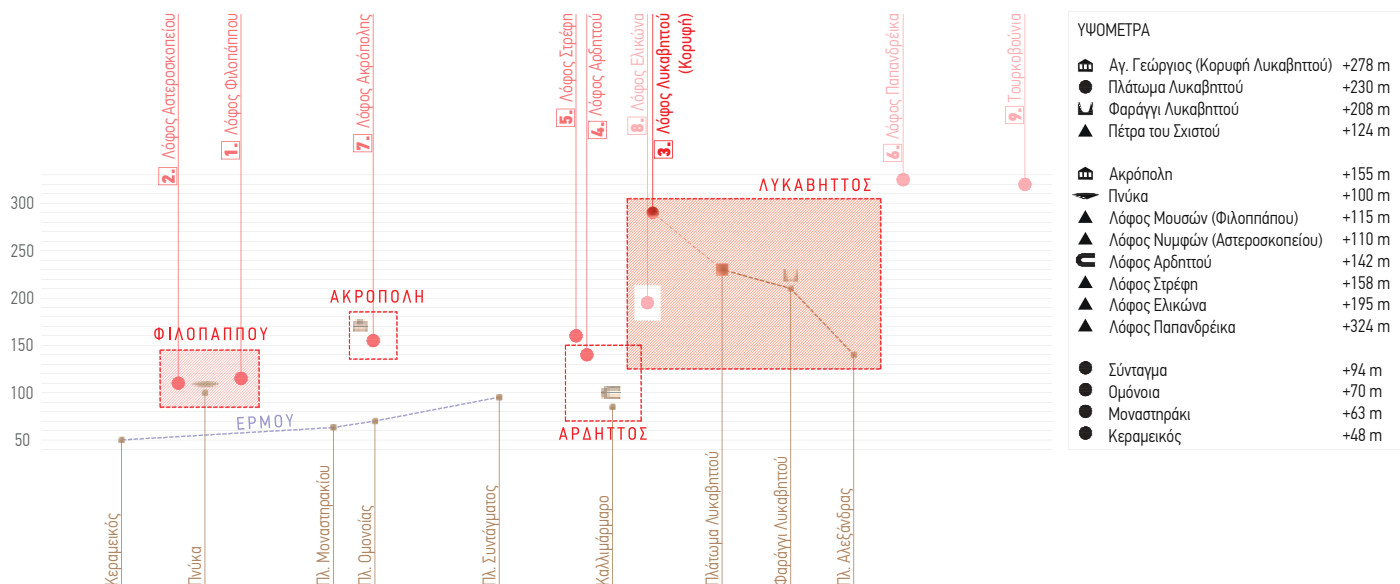 2. Λόφος Αστεροσκοπείου
1. Λόφος Φιλοπάππου
7. Λόφος Ακρόπολης
5. Λόφος Στρέφη
4. Λόφος Αρδηττού
8. Λόφος Ελικώνα
3. Λόφος Λυκαβηττού
(Κορυφή)
6. Λόφος Παπανδρέικα
9. Τουρκοβούνια
300
250
200
150
100
50
ΦΙΛΟΠΑΠΠΟΥ
ΑΚΡΟΠΟΛΗ
ΛΥΚΑΒΗΤΤΟΣ
ΑΡΔΗΤΤΟΣ
ΕΡΜΟΥ
Κεραμεικός
Πνύκα
Πλ. Μοναστηρακίου
Πλ. Ομονοίας
Πλ. Συντάγματος
Καλλιμάρμαρο
Πλάτωμα Λυκαβηττού
Φαράγγι Λυκαβηττού
Πλ. Αλεξάνδρας
ΥΨΟΜΕΤΡΑ
Αγ. Γεώργιος (Κορυφή Λυκαβηττού) +278 m
Πλάτωμα Λυκαβηττού +230 m
Φαράγγι Λυκαβηττού +208 m
Πέτρα του Σχιστού +124 m
Ακρόπολη +155 m
Πνύκα +100 m
Λόφος Μουσών (Φιλοππάπου) +115 m
Λόφος Νυμφών (Αστεροσκοπείου) +110 m
Λόφος Αρδηττού +142 m
Λόφος Στρέφη +158 m
Λόφος Ελικώνα +195 m
Λόφος Παπανδρέικα +324 m
Σύνταγμα +94 m
Ομόνοια +70 m
Μοναστηράκι +63 m
Κεραμεικός +48 m